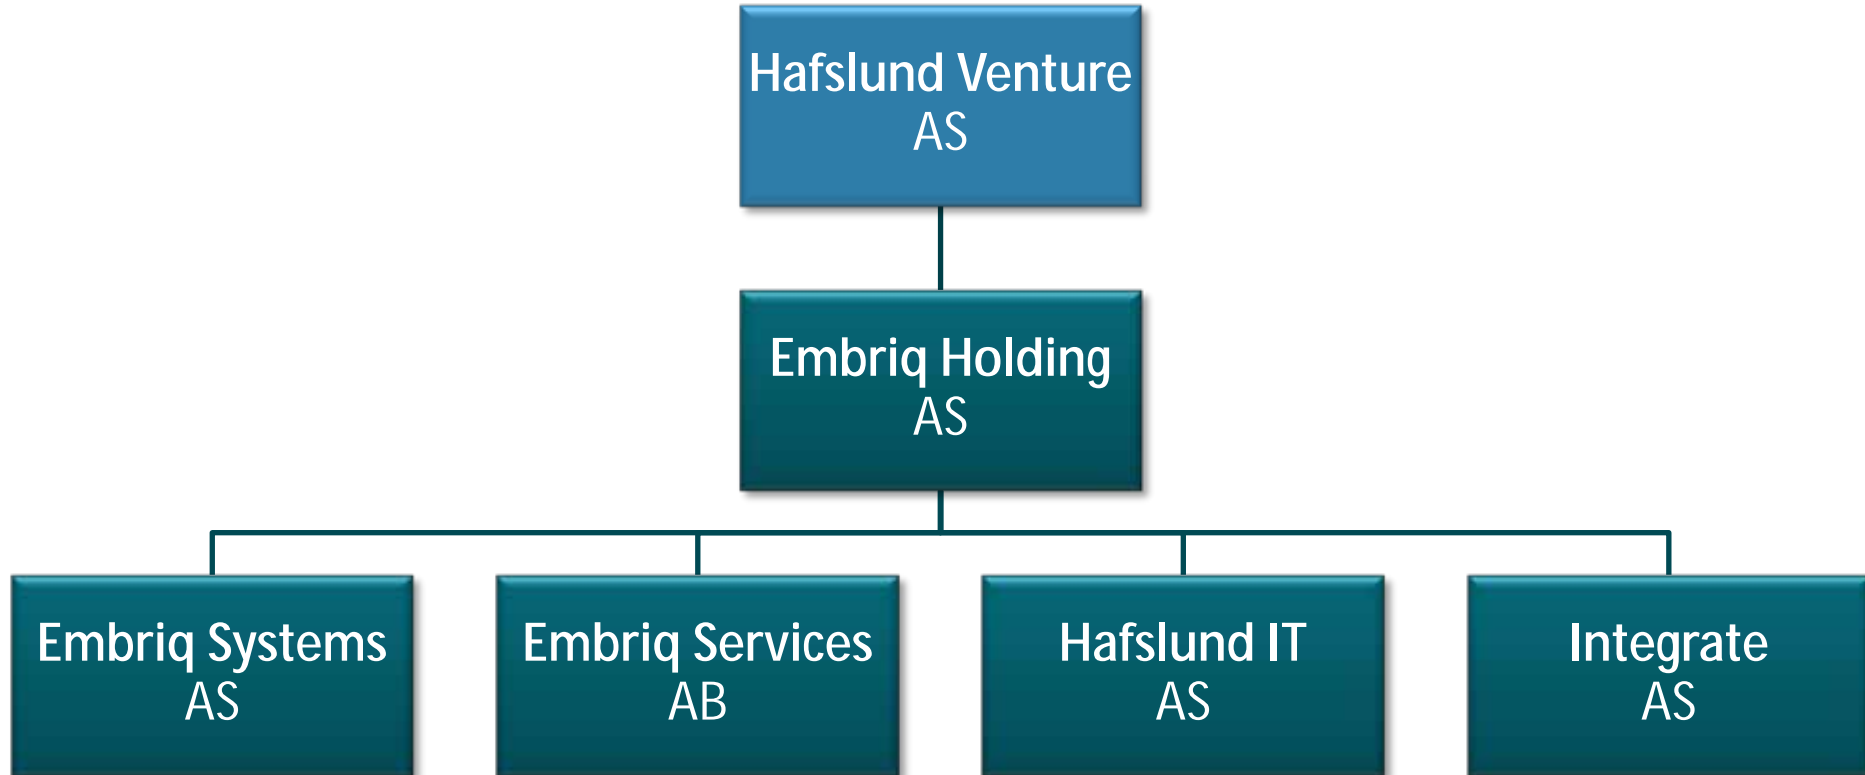 Hafslund Venture
AS
Embriq Holding
AS
Embriq Systems
AS
Embriq Services
AB
Hafslund IT
AS
Integrate
AS